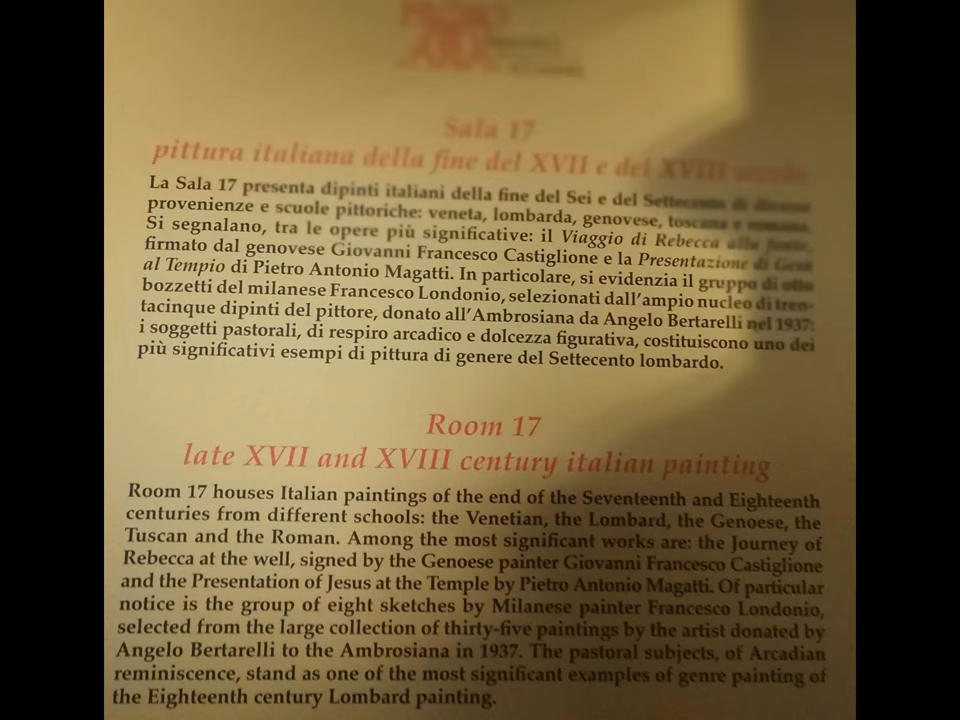 Sala 17
pittura italiana della fine del XVII e del XVIII secolo
La Sala 17 presenta dipinti italiani della fine del Sei e del Settecento di diverse
provenienze e scuole pittoriche: veneta, lombarda, genovese, toscana e romana.
Si segnalano, tra le opere più significative: il Viaggio di Rebecca alla fonte,
firmato dal genovese Giovanni Francesco Castiglione e la Presentazione di Gesù
al Tempio di Pietro Antonio Magatti. In particolare, si evidenzia il gruppo di otto
bozzetti del milanese Francesco Londonio, selezionati dall'ampio nucleo di tren-
tacinque dipinti del pittore, donato all'Ambrosiana da Angelo Bertarelli nel 1937:
i soggetti pastorali, di respiro arcadico e dolcezza figurativa, costituiscono uno dei
più significativi esempi di pittura di genere del Settecento lombardo.
Room 17
late XVII and XVIII century italian painting
Room 17 houses Italian paintings of the end of the Seventeenth and Eighteenth
centuries from different schools: the Venetian, the Lombard, the Genoese, the
Tuscan and the Roman. Among the most significant works are: the Journey of
Rebecca at the well, signed by the Genoese painter Giovanni Francesco Castiglione
and the Presentation of Jesus at the Temple by Pietro Antonio Magatti. Of particular
notice is the group of eight sketches by Milanese painter Francesco Londonio,
selected from the large collection of thirty-five paintings by the artist donated by
Angelo Bertarelli to the Ambrosiana in 1937. The pastoral subjects, of Arcadian
reminiscence, stand as one of the most significant examples of genre painting of
the Eighteenth century Lombard painting.